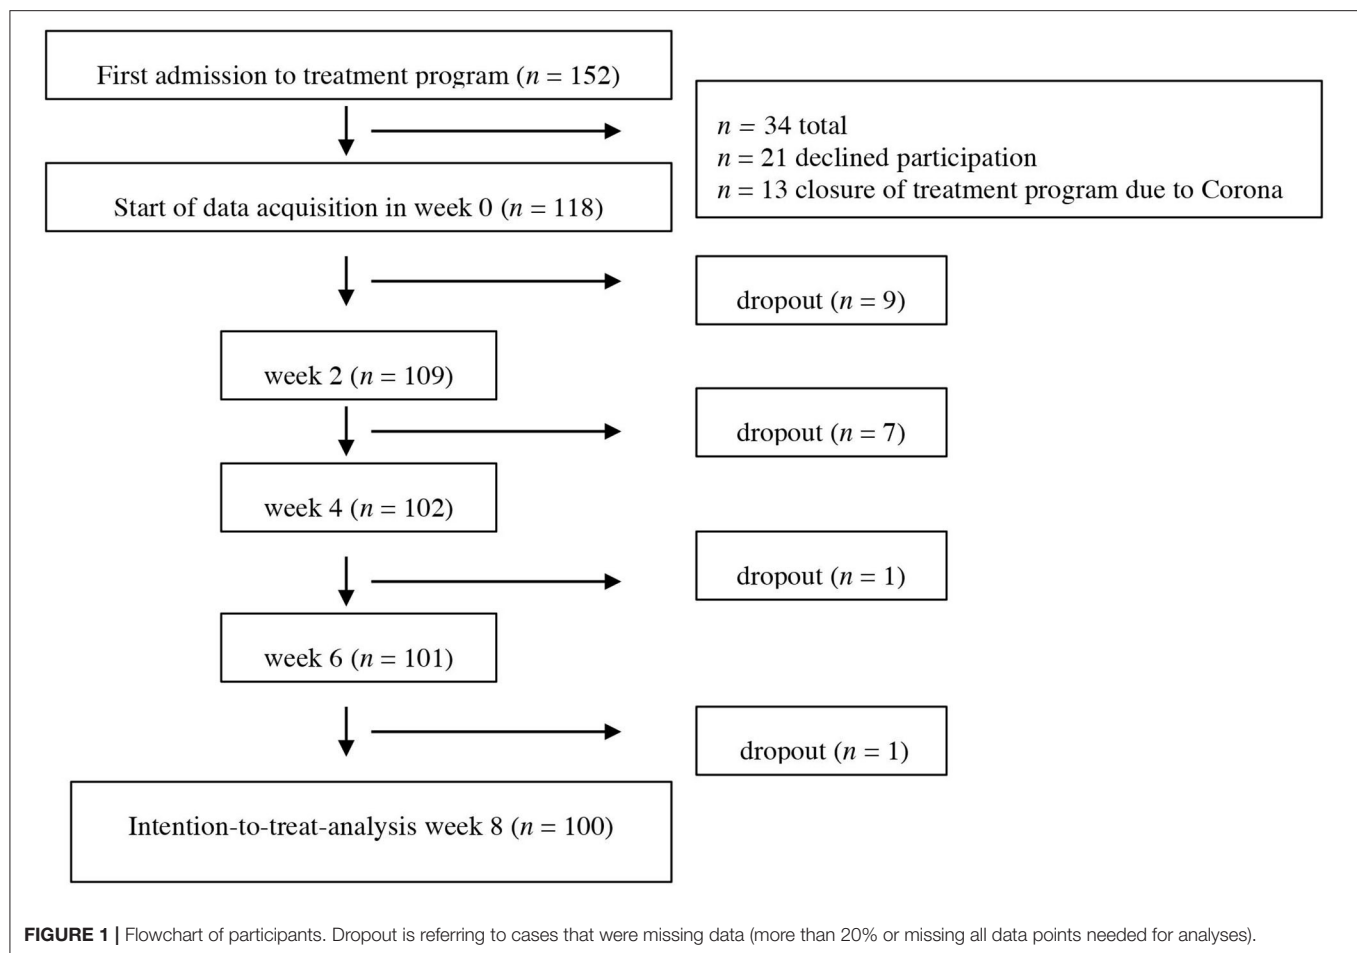 First admission to treatment program (n = 152)
n = 34 total
n = 21 declined participation
n = 13 closure of treatment program due to Corona
Start of data acquisition in week 0 (n = 118)
dropout (n = 9)
week 2 (n = 109)
dropout (n = 7)
week 4 (n = 102)
dropout (n = 1)
week 6 (n = 101)
dropout (n = 1)
Intention-to-treat-analysis week 8 (n = 100)
FIGURE 1 | Flowchart of participants. Dropout is referring to cases that were missing data (more than 20% or missing all data points needed for analyses).